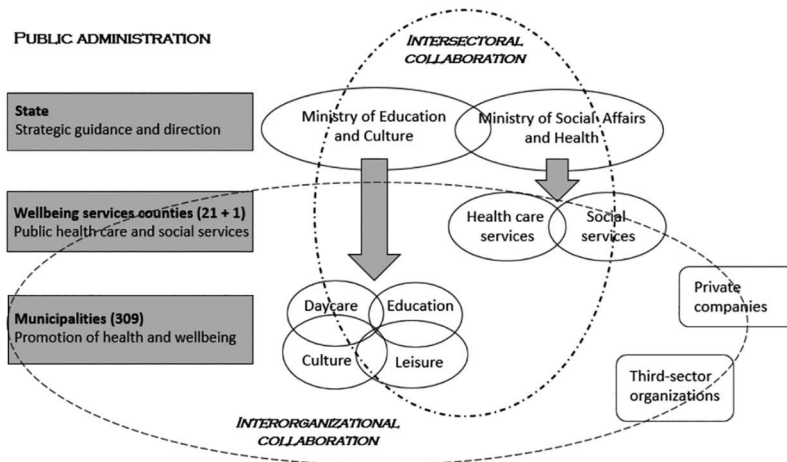 PUBLIC ADMINISTRATION
INTERSECTORAL
COLLABORATION
State
Strategic guidance and direction
Ministry of Education
and Culture
Ministry of Social Affairs
and Health
Wellbeing services counties (21 + 1)
Public health care and social services
Health care
services
Social
services
Municipalities (309)
Promotion of health and wellbeing
Daycare
Education
Culture
Leisure
Private
companies
Third-sector
organizations
INTERORGANIZATIONAL
COLLABORATION